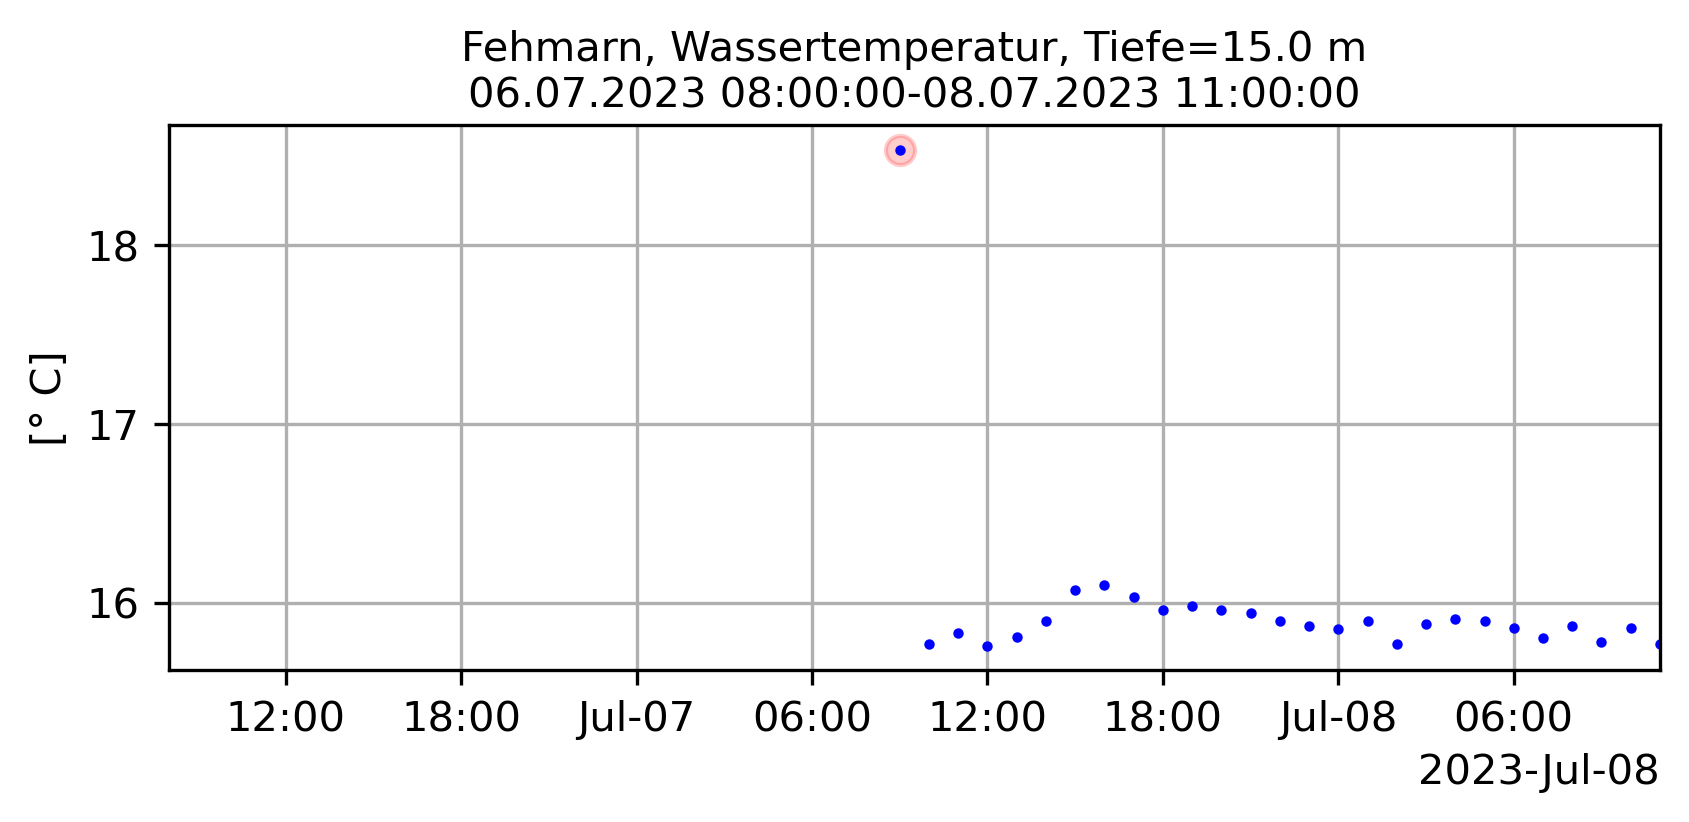 Fehmarn, Wassertemperatur, Tiefe=15.0 m
06.07.2023 08:00:00-08.07.2023 11:00:00
[° C]
18
17
16
12:00 18:00 Jul-07 06:00 12:00 18:00 Jul-08 06:00
2023-Jul-08